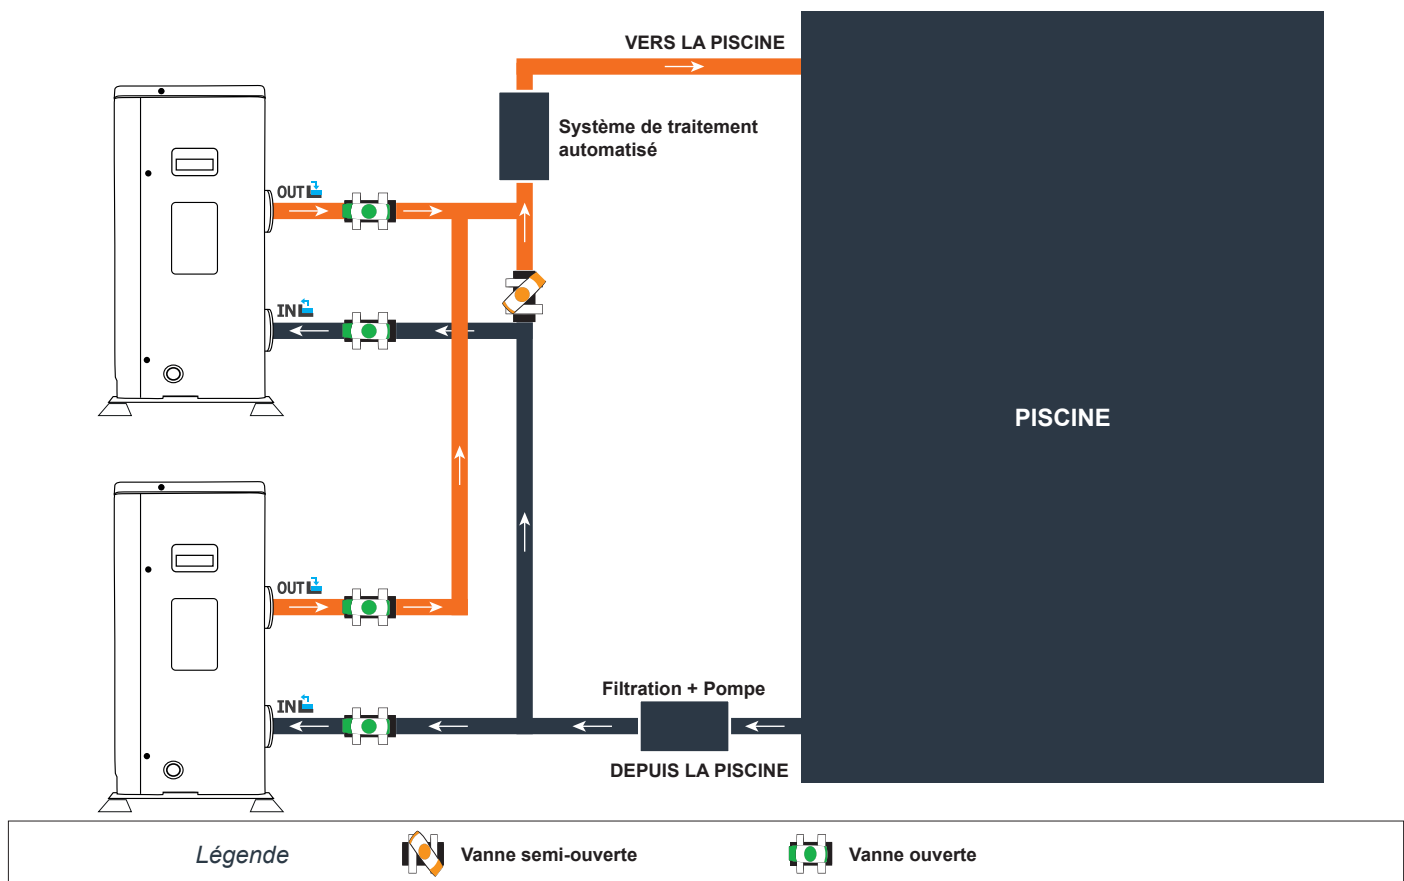 VERS LA PISCINE
Système de traitement
automatisé
OUT
IN
PISCINE
OUT
IN
Filtration + Pompe
DEPUIS LA PISCINE
Légende
Vanne semi-ouverte
Vanne ouverte